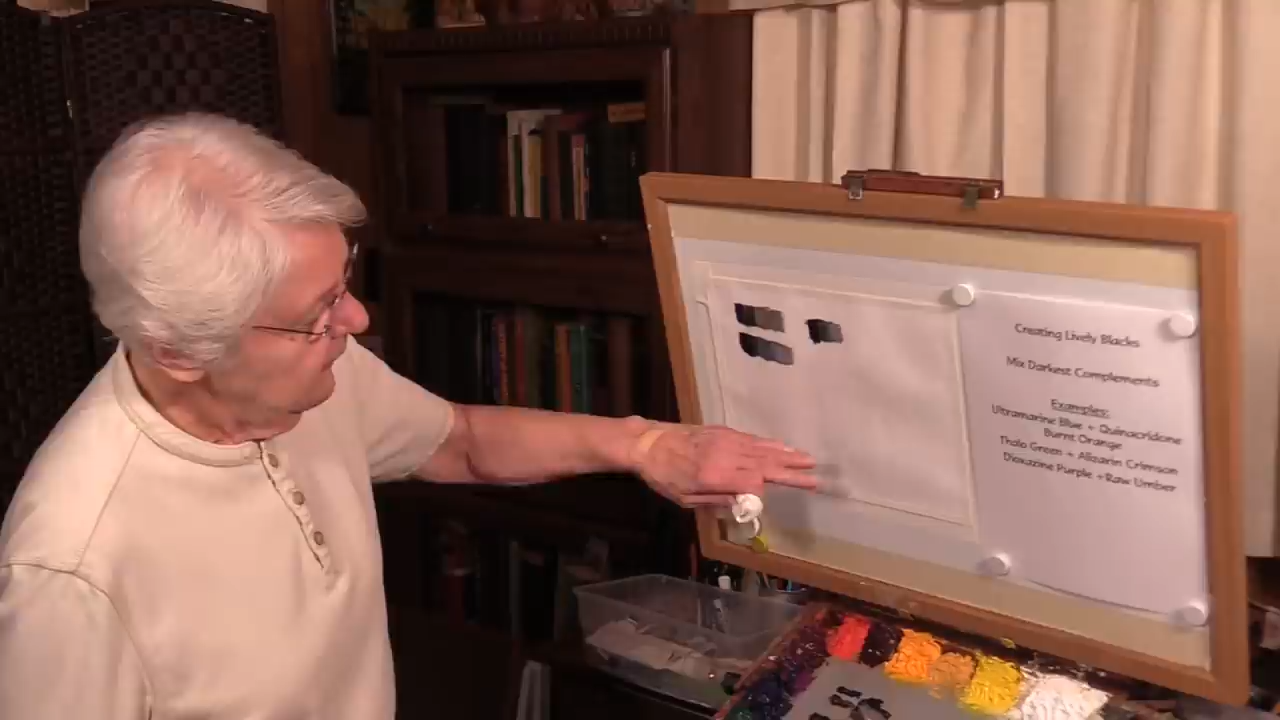 Creating Lively Blacks
Mix Darkest Complements
Examples:
Ultramarine Blue + Quinacridone
Burnt Orange
Thalo Green + Alizarin Crimson
Dioxazine Purple + Raw Umber